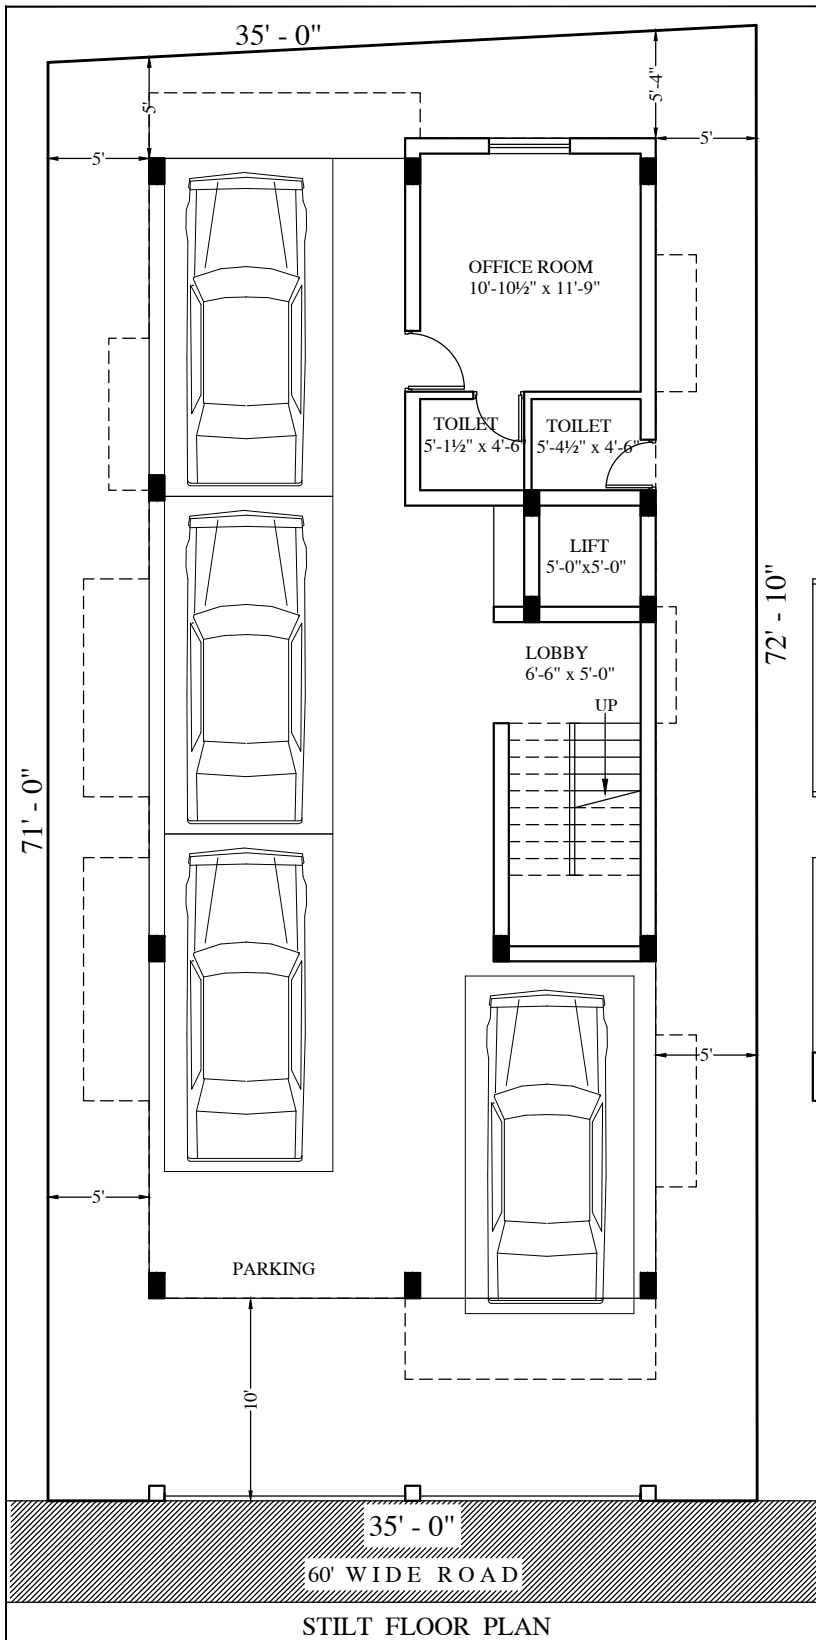 35' - 0"
5'
5'-4"
5'
5'
OFFICE ROOM
10'-10½" x 11'-9"
TOILET
5'-1½" x 4'-6
TOILET
5'-4½" x 4'-6"
LIFT
5'-0"x5'-0"
LOBBY
6'-6" x 5'-0"
UP
72' - 10"
71' - 0"
5'
5'
PARKING
10'
35' - 0"
60' WIDE ROAD
STILT FLOOR PLAN